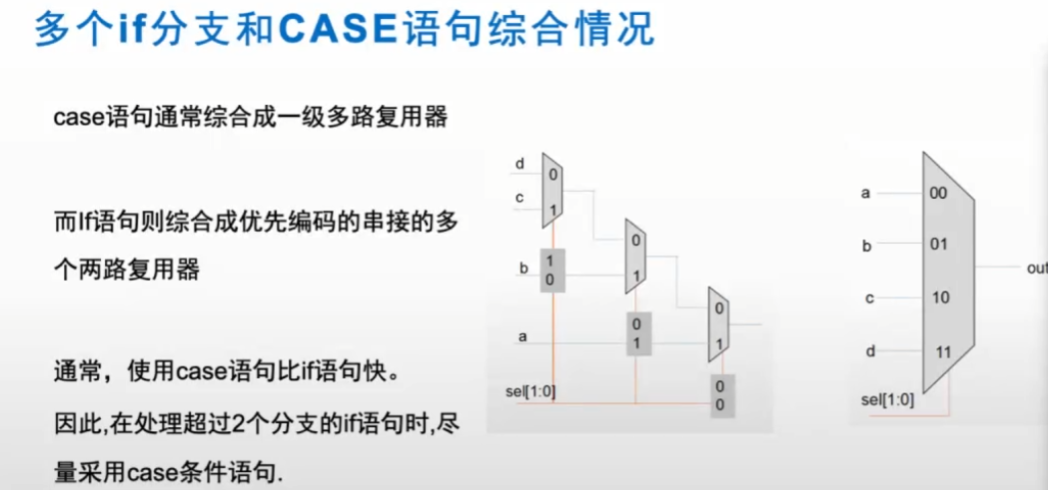 多个if分支和CASE语句综合情况
case语句通常综合成一级多路复用器
而If语句则综合成优先编码的串接的多
个两路复用器
通常，使用case语句比if语句快。
因此,在处理超过2个分支的if语句时,尽
量采用case条件语句.
d
0
c
1
0
b
1
0
1
0
a
0
1
1
sel[1:0]
0
0
a
00
b
01
out
c
10
d
11
sel[1:0]